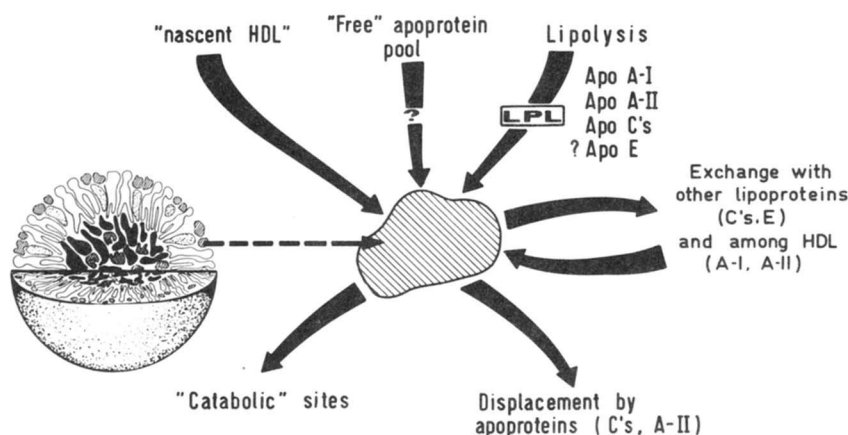 "nascent HDL"
"Free" apoprotein
pool
?
Lipolysis
LPL
Apo A-I
Apo A-II
Apo C's
? Apo E
Exchange with
other lipoproteins
(C's.E)
and among HDL
(A-I, A-II)
"Catabolic" sites
Displacement by
apoproteins (C's, A-II)